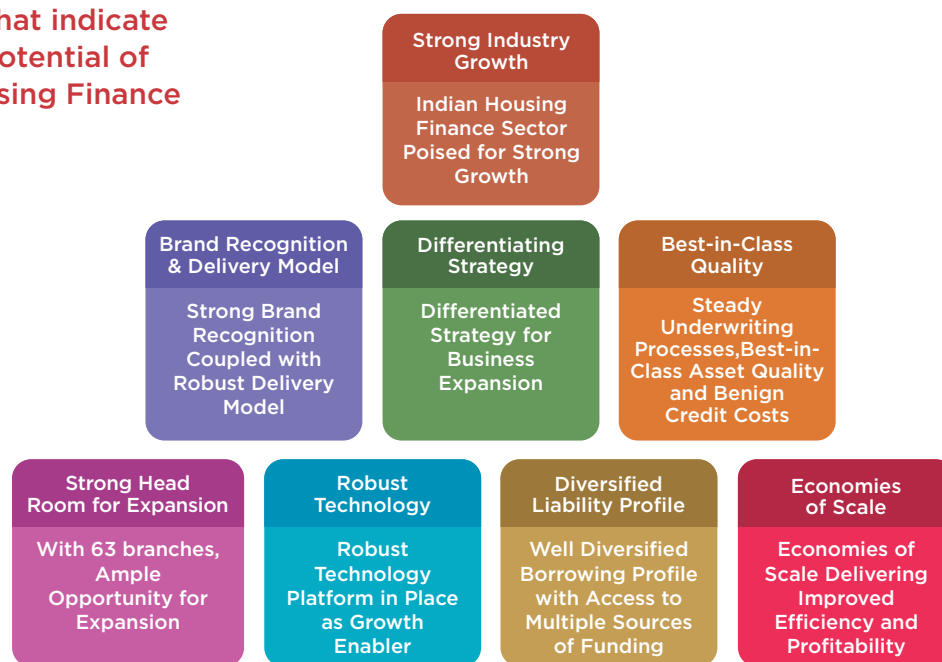 hat indicate
otential of
sing Finance
Strong Industry
Growth
Indian Housing
Finance Sector
Poised for Strong
Growth
Brand Recognition
& Delivery Model
Strong Brand
Recognition
Coupled with
Robust Delivery
Model
Differentiating
Strategy
Differentiated
Strategy for
Business
Expansion
Best-in-Class
Quality
Steady
Underwriting
Processes,Best-in-
Class Asset Quality
and Benign
Credit Costs
Strong Head
Room for Expansion
With 63 branches,
Ample
Opportunity for
Expansion
Robust
Technology
Robust
Technology
Platform in Place
as Growth
Enabler
Diversified
Liability Profile
Well Diversified
Borrowing Profile
with Access to
Multiple Sources
of Funding
Economies
of Scale
Economies of
Scale Delivering
Improved
Efficiency and
Profitability